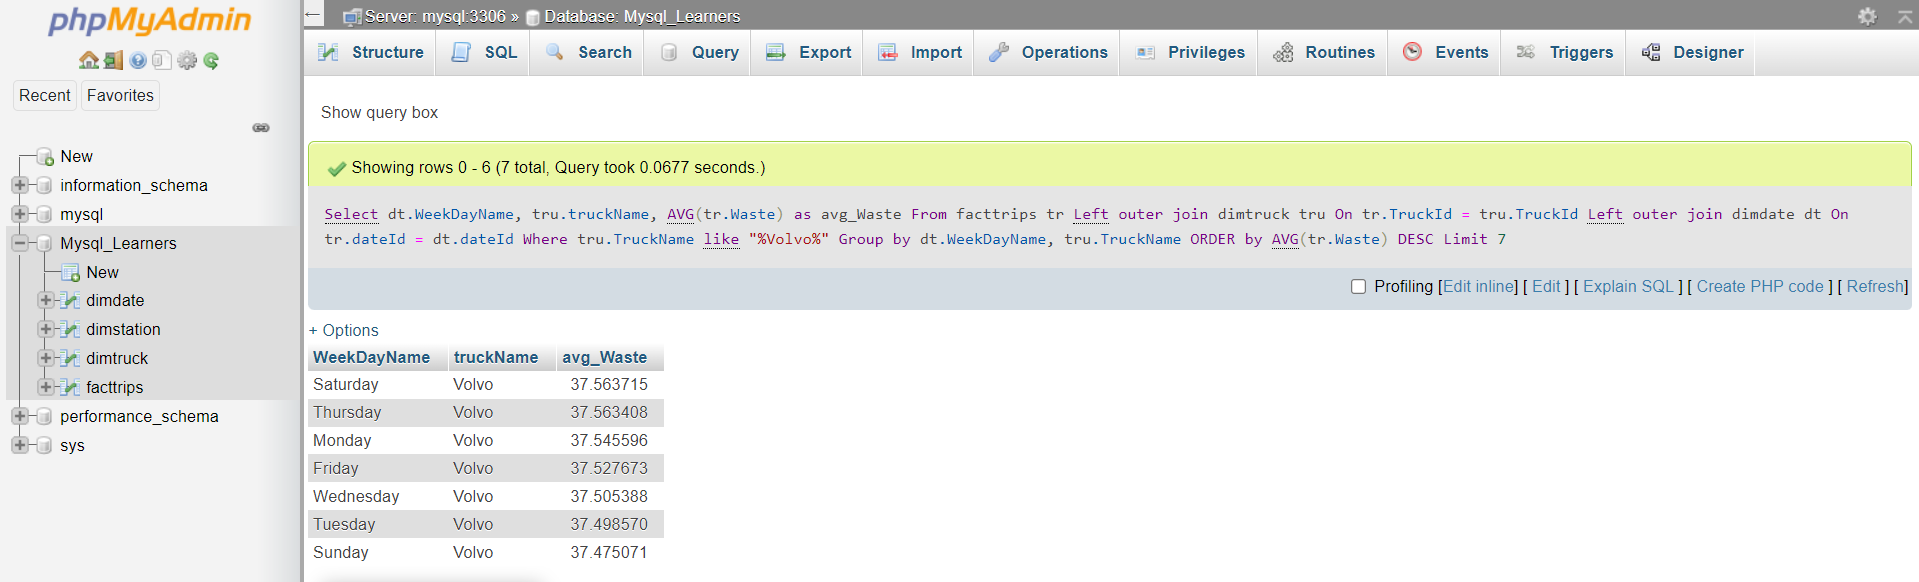 phpMyAdmin
Recent Favorites
New
information_schema
mysql
Mysql_Learners
New
dimdate
dimstation
dimtruck
facttrips
performance_schema
sys
Server: mysql:3306 » Database: Mysql_Learners
Structure SQL Search Query Export Import Operations Privileges Routines Events Triggers Designer
Show query box
Showing rows 0 - 6 (7 total, Query took 0.0677 seconds.)
Select dt.WeekDayName, tru.truckName, AVG(tr.Waste) as avg_Waste From facttrips tr Left outer join dimtruck tru On tr.TruckId = tru.TruckId Left outer join dimdate dt On
tr.dateId = dt.dateId Where tru.TruckName like "%Volvo%" Group by dt.WeekDayName, tru.TruckName ORDER by AVG(tr.Waste) DESC Limit 7
Profiling [Edit inline] [ Edit ] [ Explain SQL ] [ Create PHP code ] [ Refresh]
+ Options
WeekDayName truckName avg_Waste
Saturday Volvo 37.563715
Thursday Volvo 37.563408
Monday Volvo 37.545596
Friday Volvo 37.527673
Wednesday Volvo 37.505388
Tuesday Volvo 37.498570
Sunday Volvo 37.475071